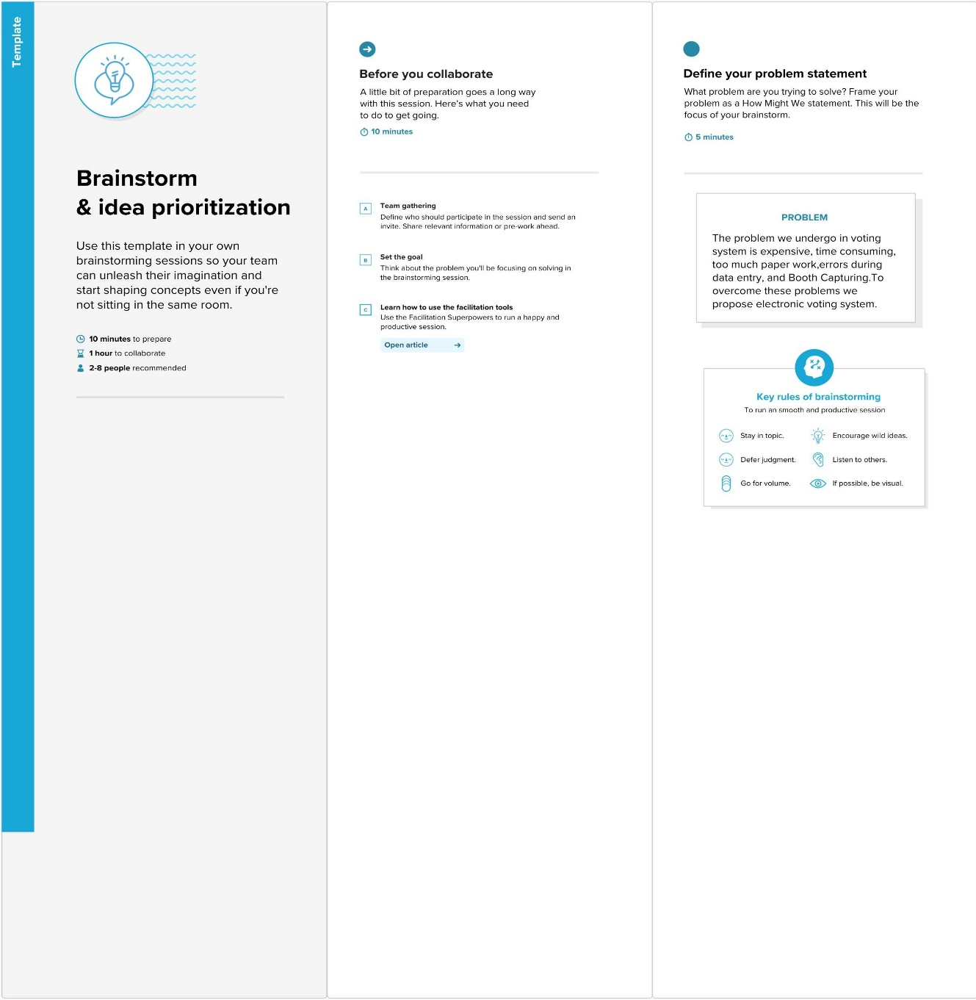 Template
Brainstorm
& idea prioritization
Use this template in your own
brainstorming sessions so your team
can unleash their imagination and
start shaping concepts even if you're
not sitting in the same room.
10 minutes to prepare
1 hour to collaborate
2-8 people recommended
Before you collaborate
A little bit of preparation goes a long way
with this session. Here's what you need
to do to get going.
10 minutes
A
Team gathering
Define who should participate in the session and send an
invite. Share relevant information or pre-work ahead.
B
Set the goal
Think about the problem you'll be focusing on solving in
the brainstorming session.
C
Learn how to use the facilitation tools
Use the Facilitation Superpowers to run a happy and
productive session.
Open article
Define your problem statement
What problem are you trying to solve? Frame your
problem as a How Might We statement. This will be the
focus of your brainstorm.
5 minutes
PROBLEM
The problem we undergo in voting
system is expensive, time consuming,
too much paper work,errors during
data entry, and Booth Capturing.To
overcome these problems we
propose electronic voting system.
Key rules of brainstorming
To run an smooth and productive session
Stay in topic.
Encourage wild ideas.
Defer judgment.
Listen to others.
Go for volume.
If possible, be visual.